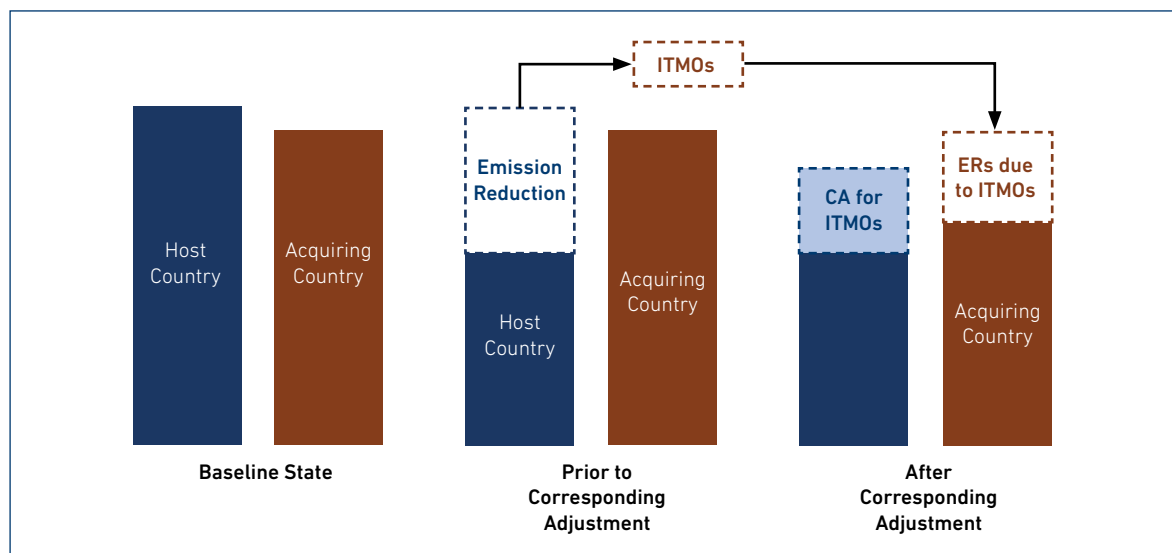 ITMOs
Host
Country
Acquiring
Country
Baseline State
Emission
Reduction
Host
Country
Acquiring
Country
Prior to
Corresponding
Adjustment
CA for
ITMOs
ERs due
to ITMOs
Acquiring
Country
After
Corresponding
Adjustment